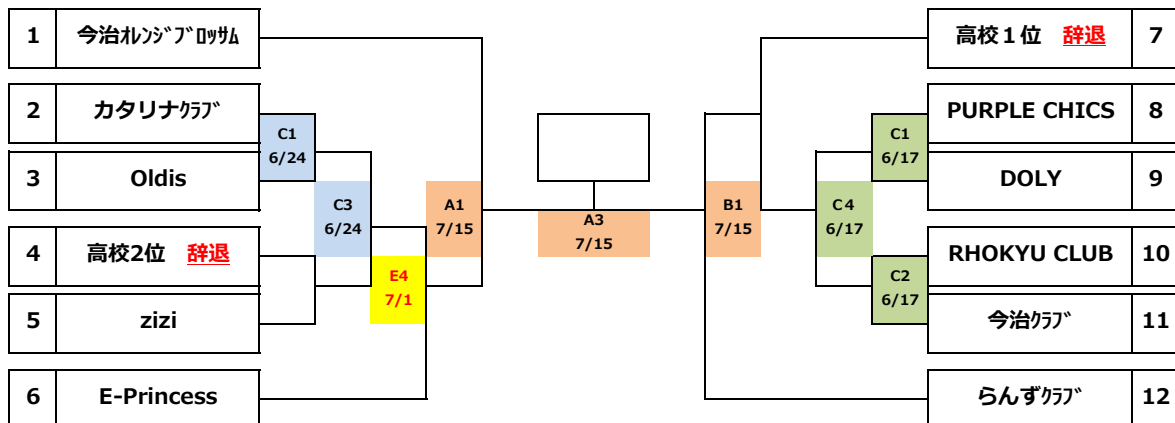 1 今治ｵﾚﾝｼﾞﾌﾞﾛｯｻﾑ
2 カタリナｸﾗﾌﾞ
C1
6/24
3 Oldis
C3
6/24
A1
7/15
4 高校2位 辞退
E4
7/1
5 zizi
6 E-Princess
A3
7/15
高校１位 辞退 7
PURPLE CHICS 8
C1
6/17
DOLY 9
B1
7/15
C4
6/17
RHOKYU CLUB 10
C2
6/17
今治ｸﾗﾌﾞ 11
らんずｸﾗﾌﾞ 12